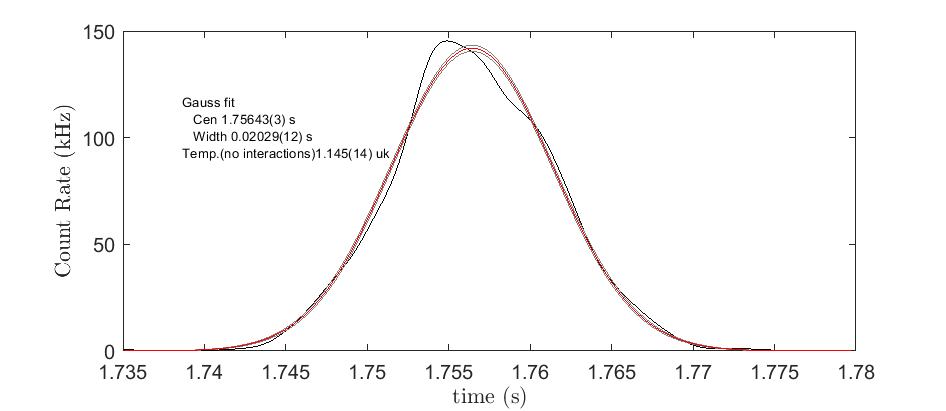 150
100
50
0
Count Rate (kHz)
Gauss fit
Cen 1.75643(3) s
Width 0.02029(12) s
Temp.(no interactions)1.145(14) uk
1.735 1.74 1.745 1.75 1.755 1.76 1.765 1.77 1.775 1.78
time (s)